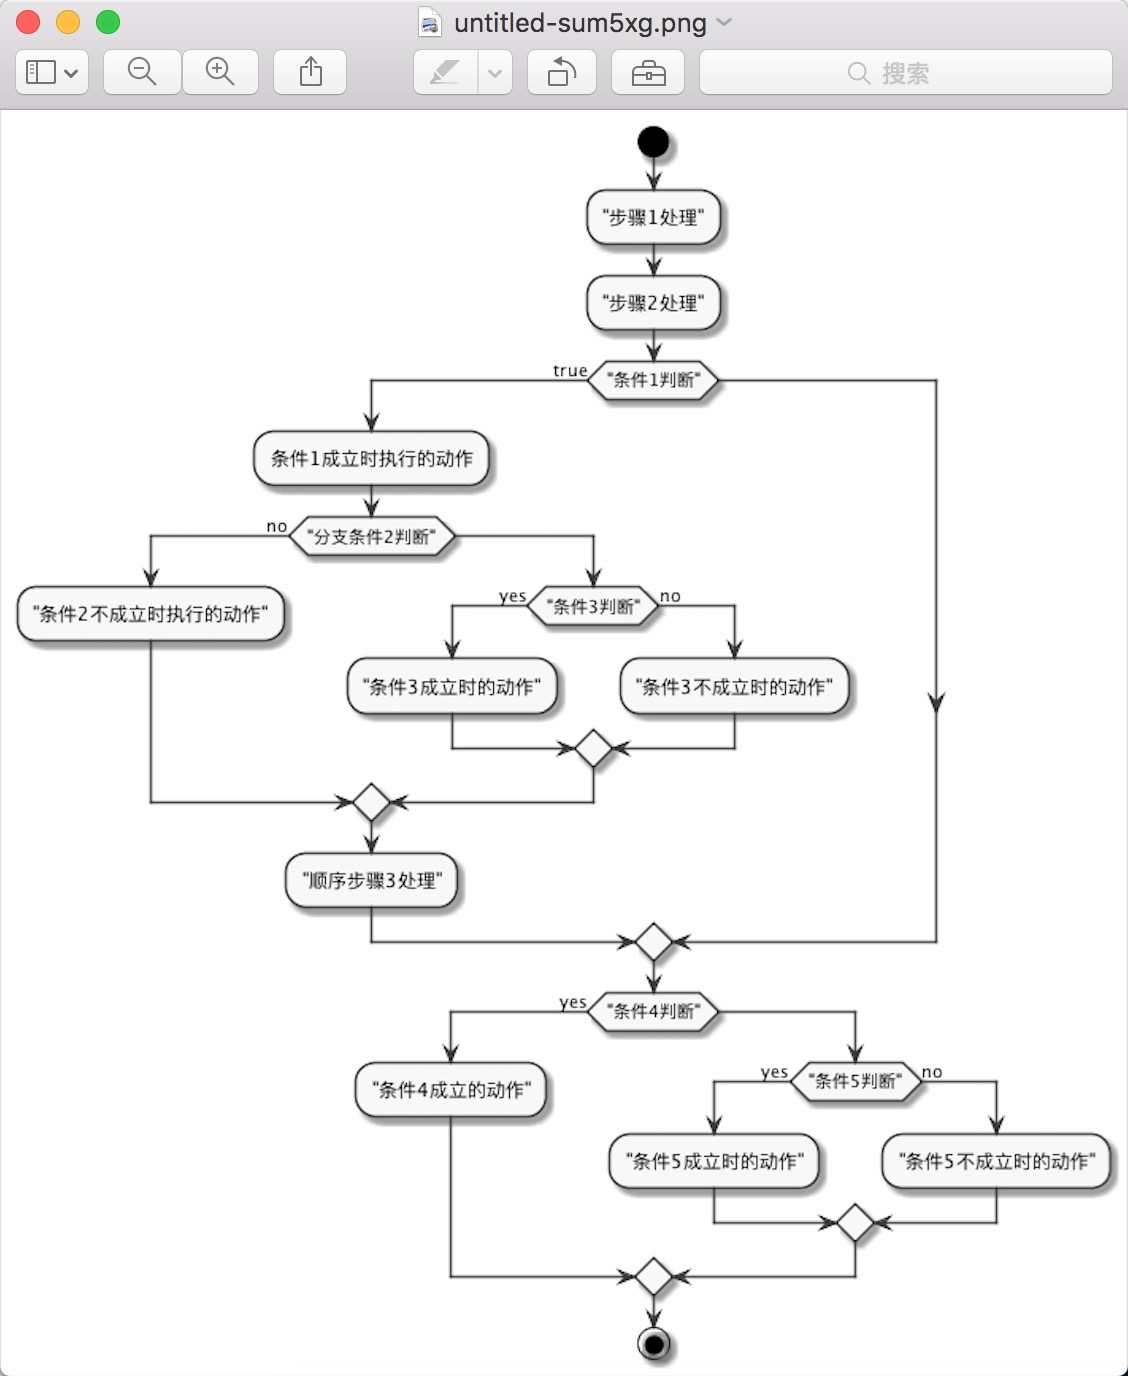 untitled-sum5xg.png
搜索
"步骤1处理"
"步骤2处理"
true
"条件1判断"
条件1成立时执行的动作
no
"分支条件2判断"
"条件2不成立时执行的动作"
yes
"条件3判断"
no
"条件3成立时的动作"
"条件3不成立时的动作"
"顺序步骤3处理"
yes
"条件4判断"
"条件4成立的动作"
yes
"条件5判断"
no
"条件5成立时的动作"
"条件5不成立时的动作"